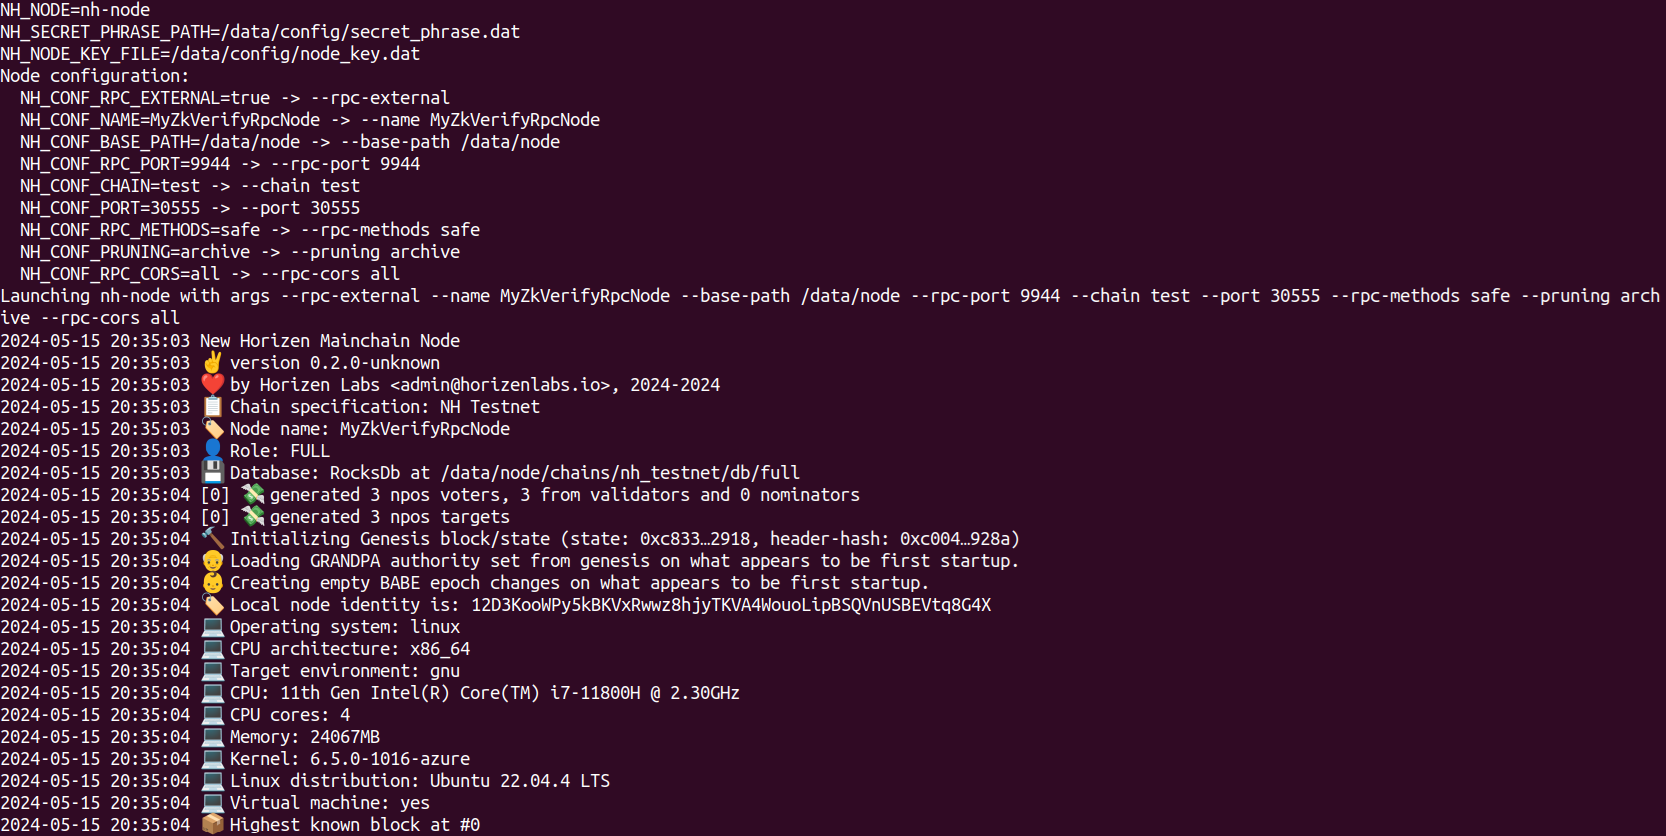 NH_NODE=nh-node
NH_SECRET_PHRASE_PATH=/data/config/secret_phrase.dat
NH_NODE_KEY_FILE=/data/config/node_key.dat
Node configuration:
  NH_CONF_RPC_EXTERNAL=true -> --rpc-external
  NH_CONF_NAME=MyZkVerifyRpcNode -> --name MyZkVerifyRpcNode
  NH_CONF_BASE_PATH=/data/node -> --base-path /data/node
  NH_CONF_RPC_PORT=9944 -> --rpc-port 9944
  NH_CONF_CHAIN=test -> --chain test
  NH_CONF_PORT=30555 -> --port 30555
  NH_CONF_RPC_METHODS=safe -> --rpc-methods safe
  NH_CONF_PRUNING=archive -> --pruning archive
  NH_CONF_RPC_CORS=all -> --rpc-cors all
Launching nh-node with args --rpc-external --name MyZkVerifyRpcNode --base-path /data/node --rpc-port 9944 --chain test --port 30555 --rpc-methods safe --pruning arch
ive --rpc-cors all
2024-05-15 20:35:03 New Horizen Mainchain Node
2024-05-15 20:35:03 ✌️ version 0.2.0-unknown
2024-05-15 20:35:03 ❤️ by Horizen Labs <admin@horizenlabs.io>, 2024-2024
2024-05-15 20:35:03 📋 Chain specification: NH Testnet
2024-05-15 20:35:03 🏷 Node name: MyZkVerifyRpcNode
2024-05-15 20:35:03 👤 Role: FULL
2024-05-15 20:35:03 💾 Database: RocksDb at /data/node/chains/nh_testnet/db/full
2024-05-15 20:35:04 [0] 💸 generated 3 npos voters, 3 from validators and 0 nominators
2024-05-15 20:35:04 [0] 💸 generated 3 npos targets
2024-05-15 20:35:04 🔨 Initializing Genesis block/state (state: 0xc833…2918, header-hash: 0xc004…928a)
2024-05-15 20:35:04 👴 Loading GRANDPA authority set from genesis on what appears to be first startup.
2024-05-15 20:35:04 👶 Creating empty BABE epoch changes on what appears to be first startup.
2024-05-15 20:35:04 🏷 Local node identity is: 12D3KooWPy5kBKVxRwwz8hjyTKVA4WouoLipBSQVnUSBEVtq8G4X
2024-05-15 20:35:04 💻 Operating system: linux
2024-05-15 20:35:04 💻 CPU architecture: x86_64
2024-05-15 20:35:04 💻 Target environment: gnu
2024-05-15 20:35:04 💻 CPU: 11th Gen Intel(R) Core(TM) i7-11800H @ 2.30GHz
2024-05-15 20:35:04 💻 CPU cores: 4
2024-05-15 20:35:04 💻 Memory: 24067MB
2024-05-15 20:35:04 💻 Kernel: 6.5.0-1016-azure
2024-05-15 20:35:04 💻 Linux distribution: Ubuntu 22.04.4 LTS
2024-05-15 20:35:04 💻 Virtual machine: yes
2024-05-15 20:35:04 📦 Highest known block at #0